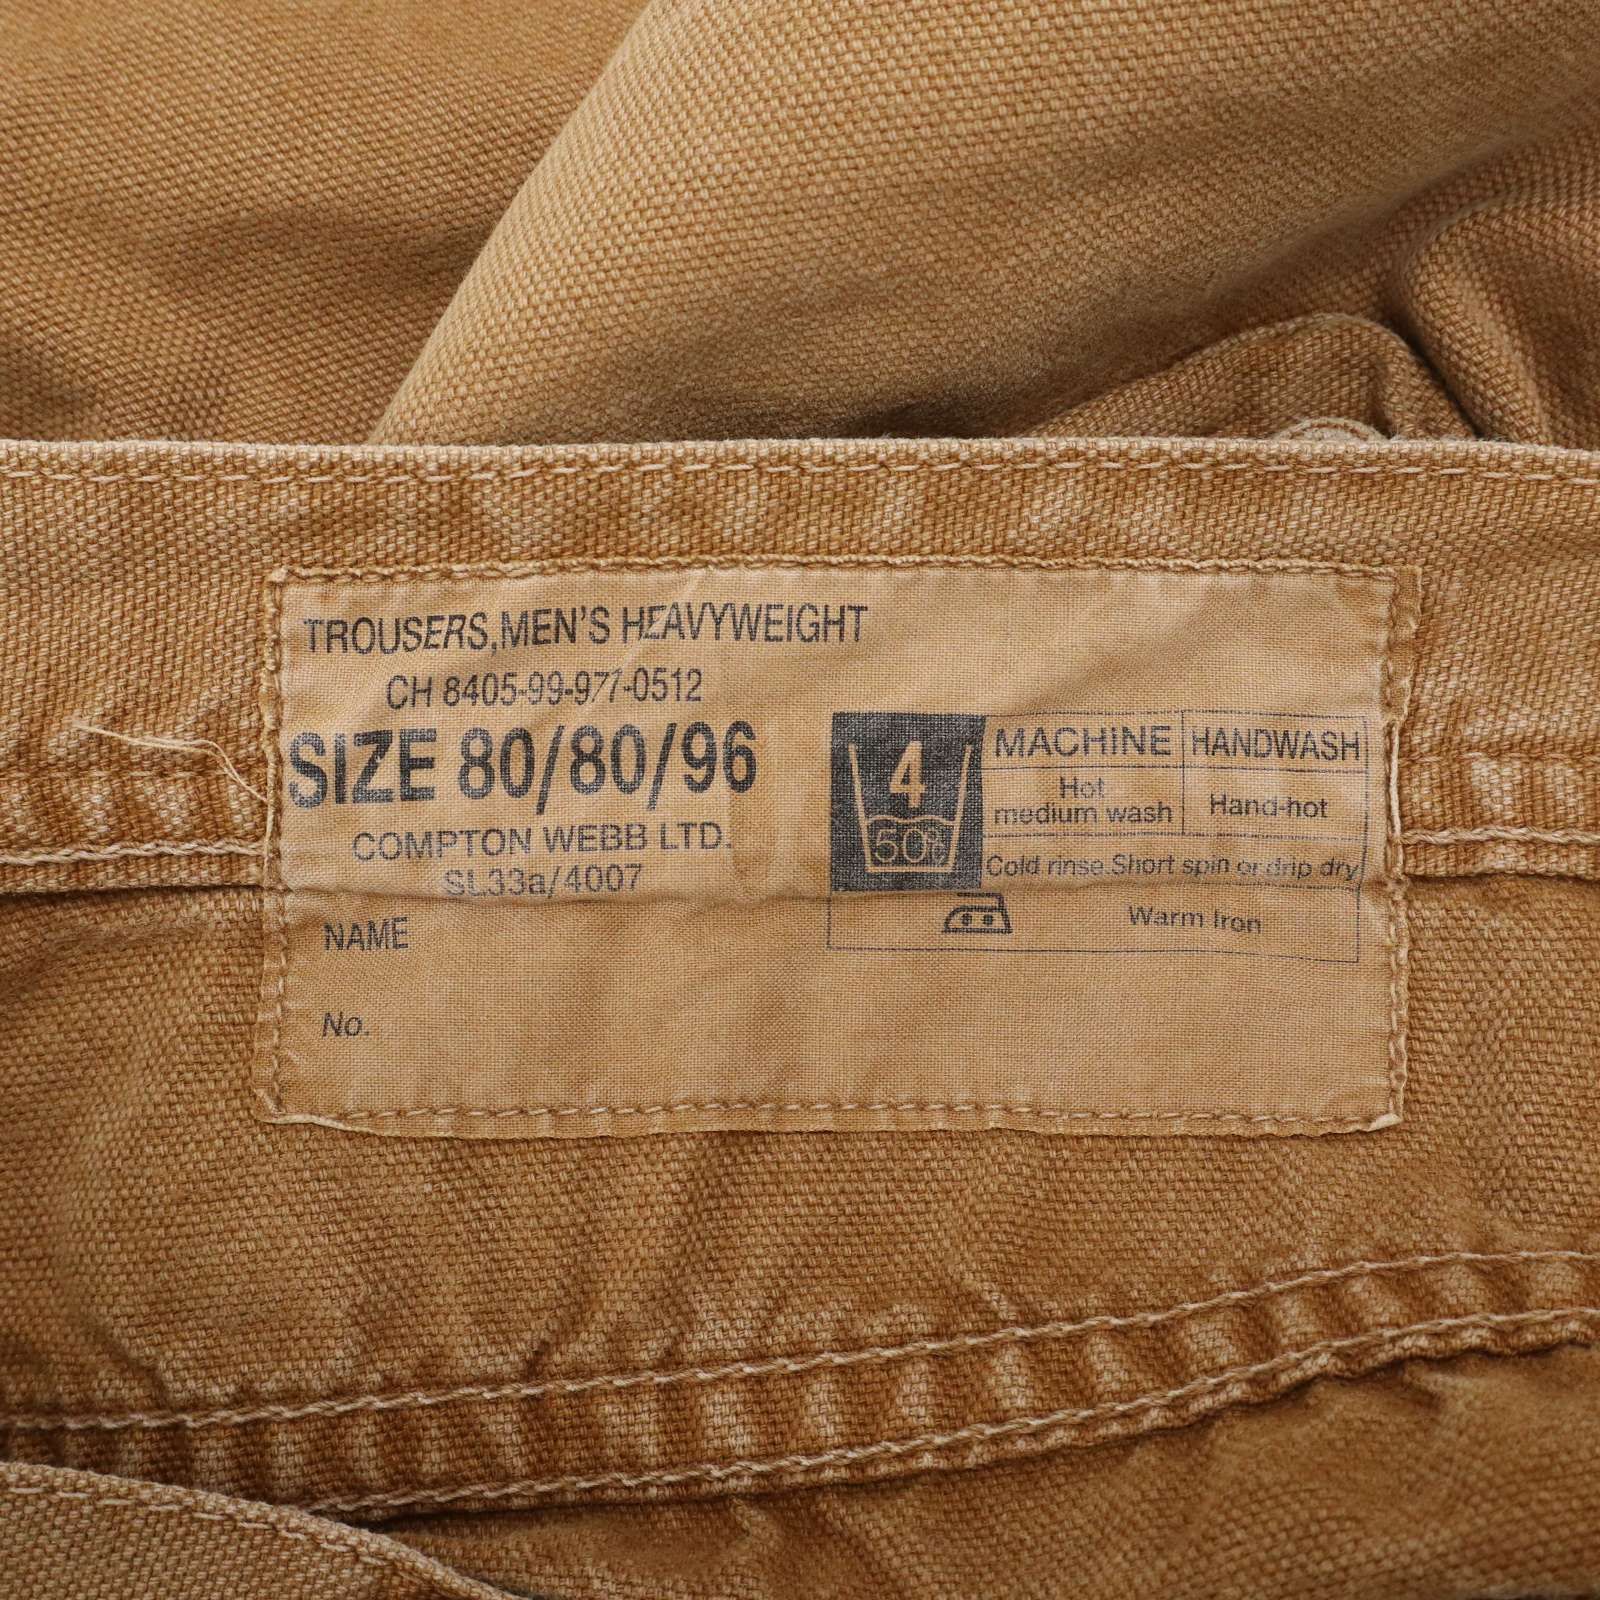 TROUSERS,MEN'S HEAVYWEIGHT
CH 8405-99-977-0512
SIZE 80/80/96
COMPTON WEBB LTD.
SL33a/4007
NAME
No.
4
50°
MACHINE HANDWASH
Hot
medium wash
Hand-hot
Cold rinse.Short spin or drip dry
Warm Iron